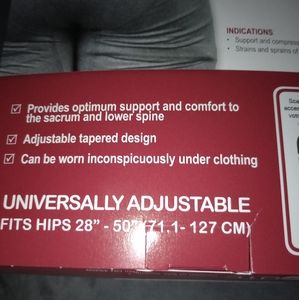 INDICATIONS
Support and compress
Strains and sprains of
Provides optimum support and comfort to
the sacrum and lower spine
Adjustable tapered design
Can be worn inconspicuously under clothing
UNIVERSALLY ADJUSTABLE
FITS HIPS 28" - 50" (71.1- 127 CM)